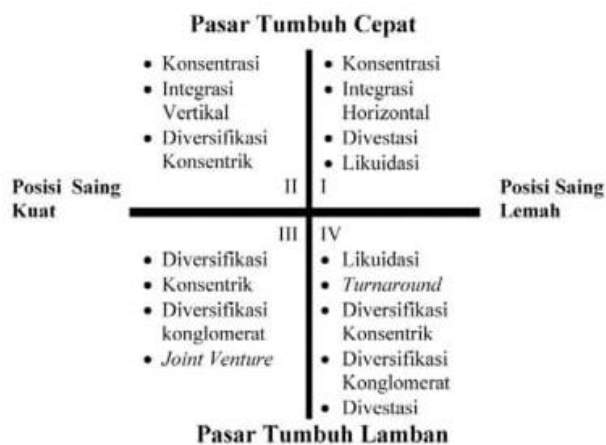 Pasar Tumbuh Cepat
• Konsentrasi
• Integrasi
Vertikal
• Diversifikasi
Konsentrik
• Konsentrasi
• Integrasi
Horizontal
• Divestasi
• Likuidasi
Posisi Saing
Kuat
II
I
Posisi Saing
Lemah
III
IV
• Diversifikasi
• Konsentrik
• Diversifikasi
konglomerat
• Joint Venture
• Likuidasi
• Turnaround
• Diversifikasi
Konsentrik
• Diversifikasi
Konglomerat
• Divestasi
Pasar Tumbuh Lamban